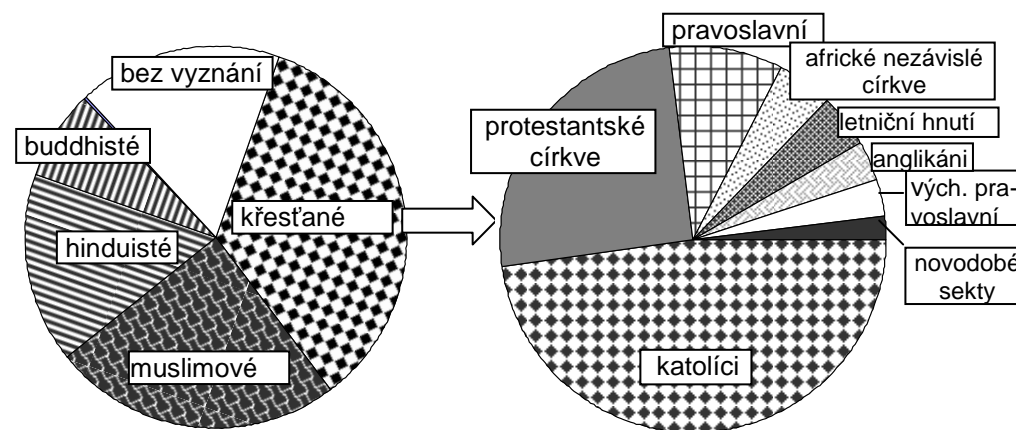 bez vyznání
buddhisté
křesťané
hinduisté
muslimové
pravoslavní
africké nezávislé
církve
protestantské
církve
letniční hnutí
anglikáni
vých. pra-
voslavní
novodobé
sekty
katolíci